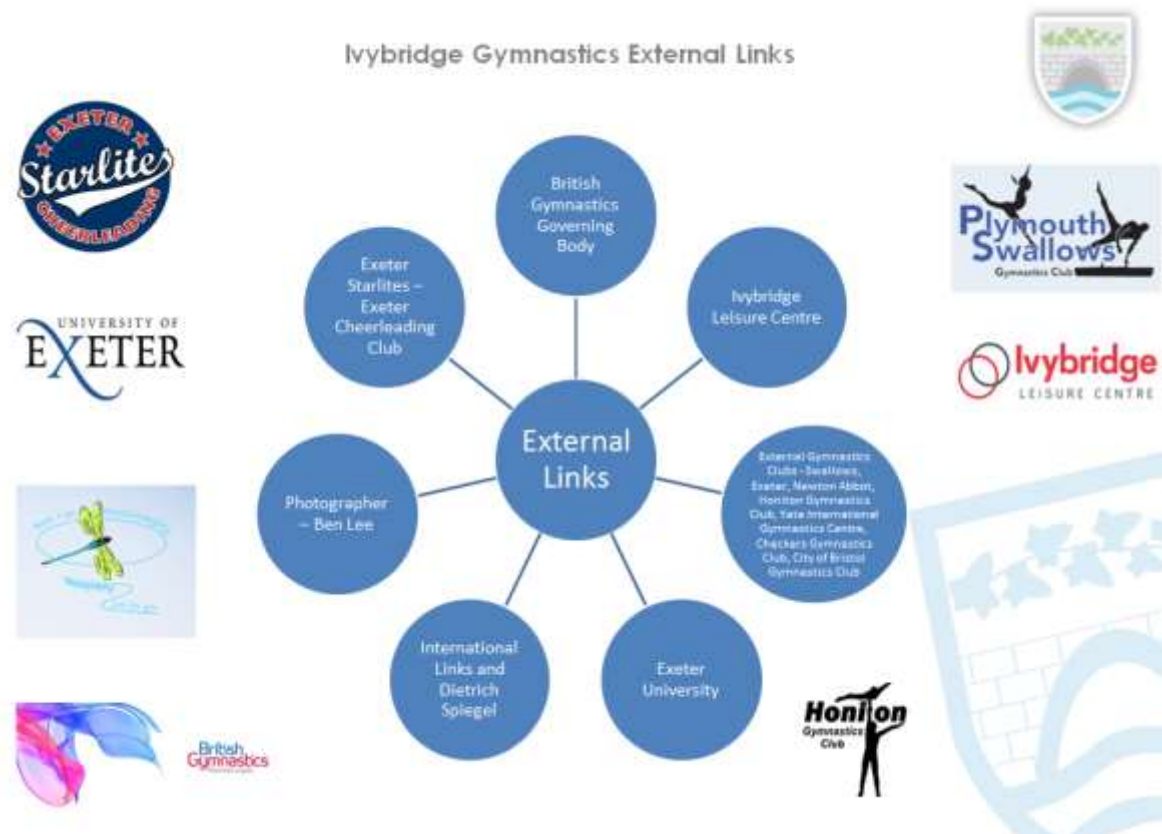 Ivybridge Gymnastics External Links
EXETER
Starlites
CHEERLEADING
British
Gymnastics
Governing
Body
Plymouth
Swallows
Gymnastics Club
Exeter
Starlites –
Exeter
Cheerleading
Club
Ivybridge
Leisure Centre
UNIVERSITY OF
EXETER
Ivybridge
LEISURE CENTRE
External
Links
External Gymnastics
Clubs - Swallows,
Exeter, Newton Abbot,
Honiton Gymnastics
Club, Yate International
Gymnastics Centre,
Checkers Gymnastics
Club, City of Bristol
Gymnastics Club
Photographer
– Ben Lee
International
Links and
Dietrich
Spiegel
Exeter
University
Honiton
Gymnastics
Club
British
Gymnastics